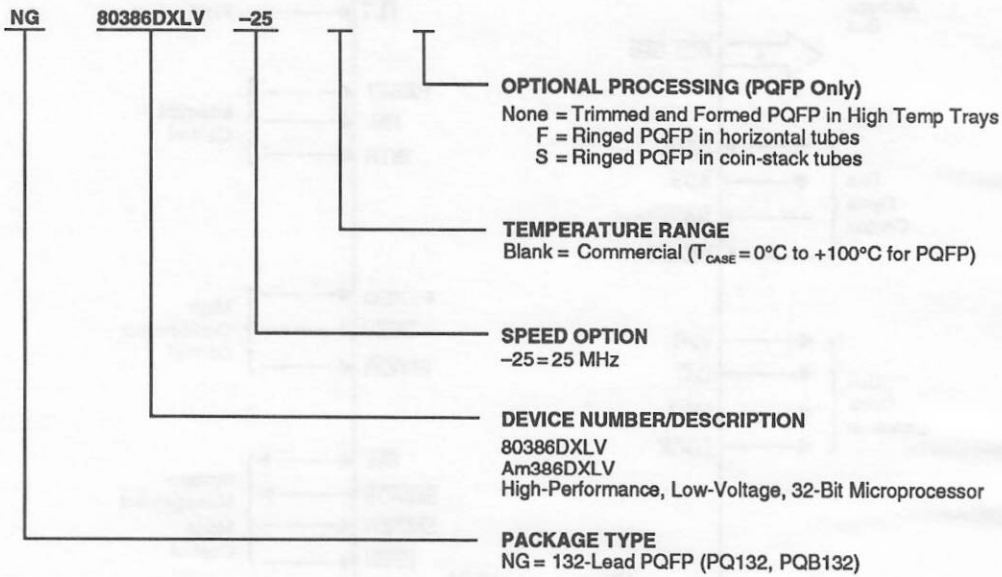 NG 80386DXLV –25
OPTIONAL PROCESSING (PQFP Only)
None = Trimmed and Formed PQFP in High Temp Trays
F = Ringed PQFP in horizontal tubes
S = Ringed PQFP in coin-stack tubes
TEMPERATURE RANGE
Blank = Commercial (TCASE = 0°C to +100°C for PQFP)
SPEED OPTION
–25 = 25 MHz
DEVICE NUMBER/DESCRIPTION
80386DXLV
Am386DXLV
High-Performance, Low-Voltage, 32-Bit Microprocessor
PACKAGE TYPE
NG = 132-Lead PQFP (PQ132, PQB132)